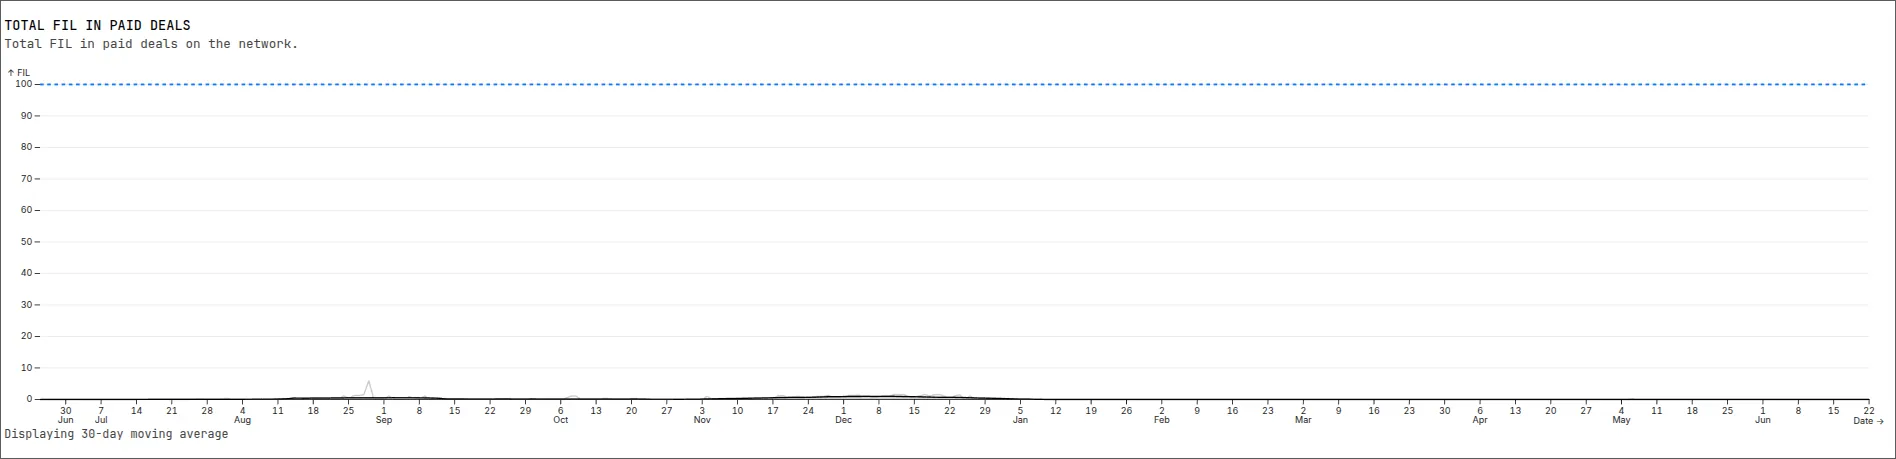 TOTAL FIL IN PAID DEALS
Total FIL in paid deals on the network.
↑ FIL
100
90
80
70
60
50
40
30
20
10
0
30 7 14 21 28 4 11 18 25 1 8 15 22 29 6 13 20 27 3 10 17 24 1 8 15 22 29 5 12 19 26 2 9 16 23 2 9 16 23 30 6 13 20 27 4 11 18 25 1 8 15 22
Jun Jul Aug Sep Oct Nov Dec Jan Feb Mar Apr May Jun Date →
Displaying 30-day moving average